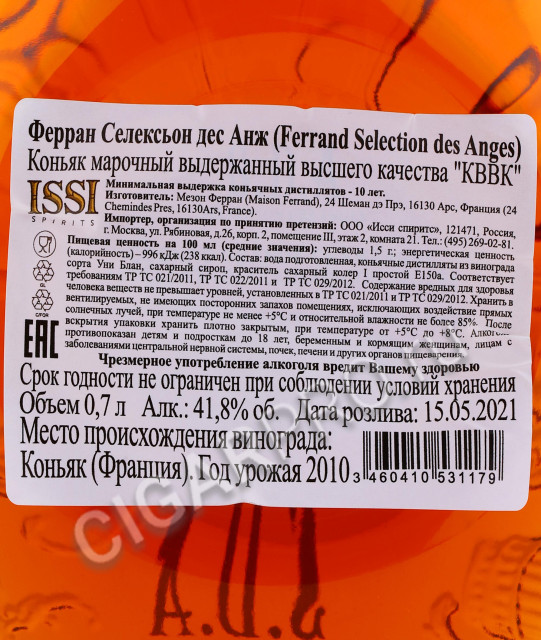 Ферран Селексьон дес Анж (Ferrand Selection des Anges)
Коньяк марочный выдержанный высшего качества "КВВК"
ISSI
SPIRITS
Минимальная выдержка коньячных дистиллятов - 10 лет.
Изготовитель: Мезон Ферран (Maison Ferrand), 24 Шеман дэ Прэ, 16130 Арс, Франция (24
Chemindes Pres, 16130Ars, France).
Импортер, организация по принятию претензий: ООО «Исси спиритс», 121471, Россия,
г. Москва, ул. Рябиновая, д.26, корп. 2, помещение III, этаж 2, комната 21. Тел.: (495) 269-02-81.
Пищевая ценность на 100 мл (средние значения): углеводы 1,5 г; энергетическая ценность
(калорийность) – 996 кДж (238 ккал). Состав: вода подготовленная, коньячные дистилляты из винограда
сорта Уни Блан, сахарный сироп, краситель сахарный колер I простой Е150а. Соответствует
требованиям ТР ТС 021/2011, ТР ТС 022/2011 и ТР ТС 029/2012. Содержание вредных для здоровья
человека веществ не превышает уровней, установленных в ТР ТС 021/2011 и ТР ТС 029/2012. Хранить в
вентилируемых, не имеющих посторонних запахов помещениях, исключающих воздействие прямых
солнечных лучей, при температуре не менее +5°С и относительной влажности не более 85%. После
вскрытия упаковки хранить плотно закрытым, при температуре от +5°С до +8°С.
противопоказан детям и подросткам до 18 лет, беременным и кормящим женщинам, лицам с
заболеваниями центральной нервной системы, почек, печени и других органов пищеварения.
GL
C/FOR
EAC
Чрезмерное употребление алкоголя вредит Вашему здоровью
Срок годности не ограничен при соблюдении условий хранения
Объем 0,7 л Алк.: 41,8% об. Дата розлива: 15.05.2021
Место происхождения винограда:
Коньяк (Франция). Год урожая 2010
3 460410 531179